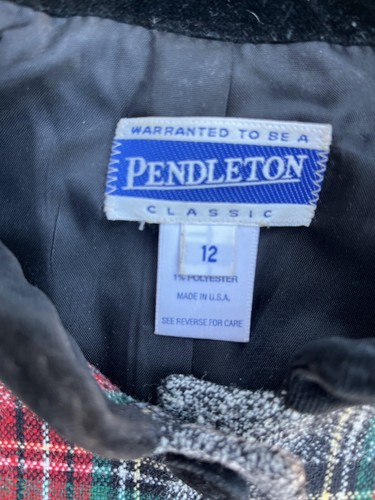 WARRANTED TO BE A
PENDLETON
CLASSIC
12
1% POLYESTER
MADE IN U.S.A.
SEE REVERSE FOR CARE